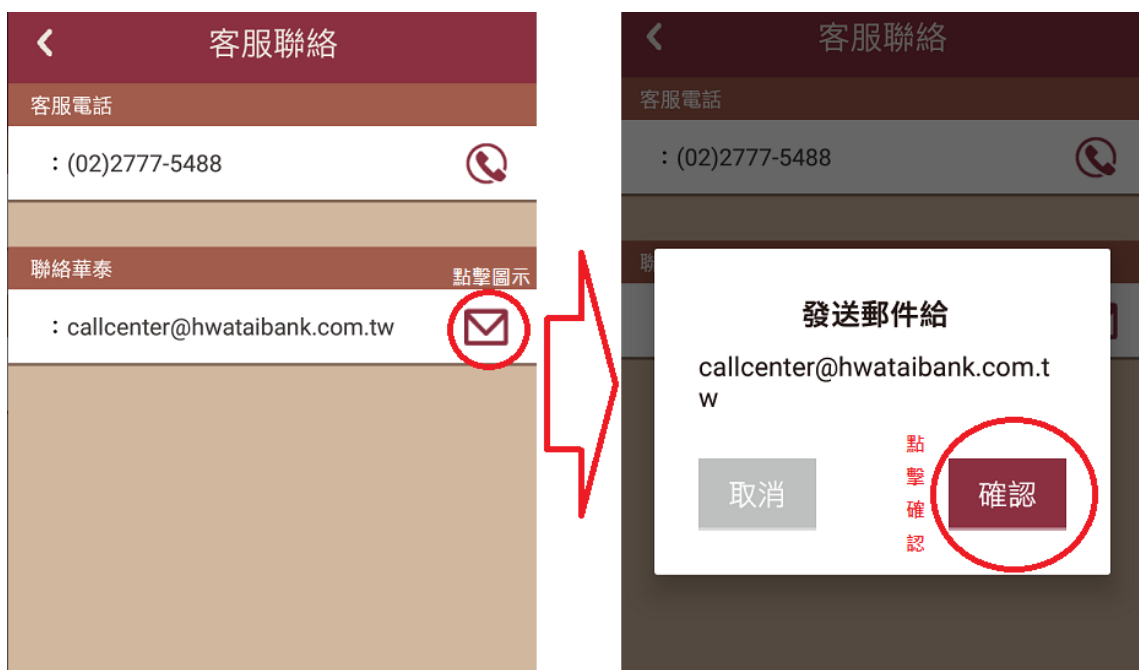 客服聯絡
客服電話
：(02)2777-5488
聯絡華泰
點擊圖示
：callcenter@hwataibank.com.tw
客服聯絡
客服電話
：(02)2777-5488
聯
發送郵件給
callcenter@hwataibank.com.t
w
取消
點擊確認
確認